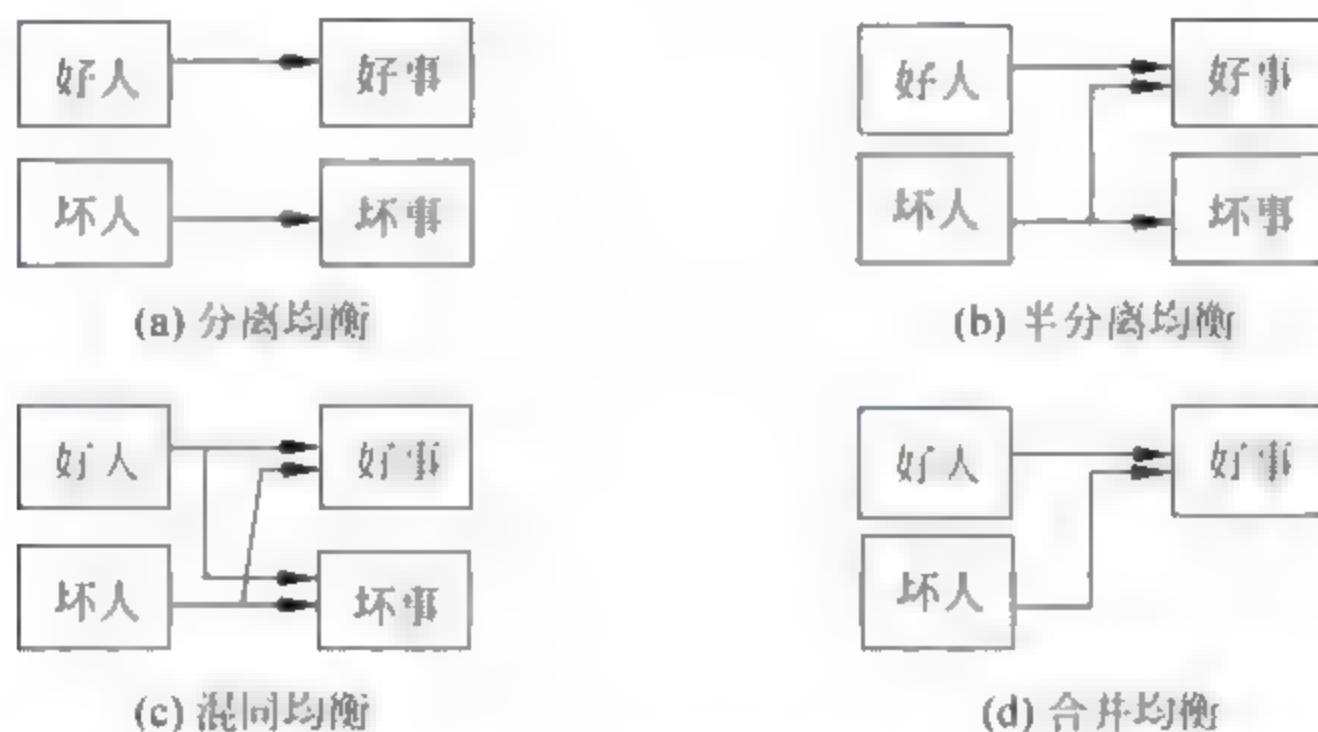 好人 好事 好人 好事
坏人 坏事 坏人 坏事
(a) 分离均衡 (b) 半分离均衡
好人 好事 好人 好事
坏人 坏事 坏人
(c) 混同均衡 (d) 合并均衡